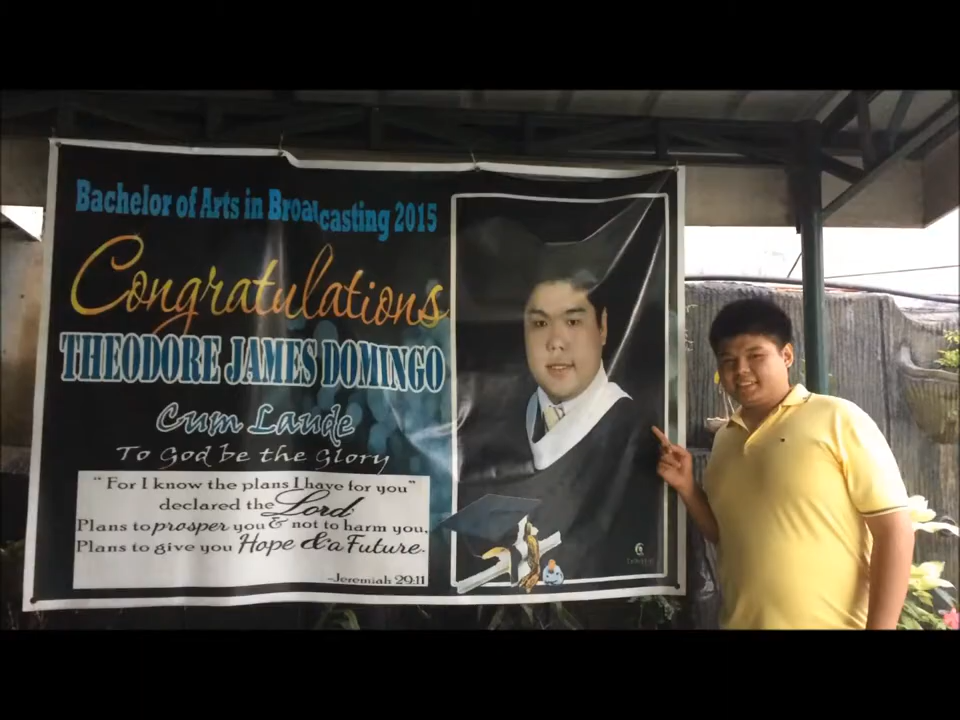 Bachelor of Arts in Broadcasting 2015
Congratulations
THEODORE JAMES DOMINGO
Cum Laude
To God be the Glory
"For I know the plans I have for you"
declared the Lord
Plans to prosper you & not to harm you,
Plans to give you Hope & a Future.
-Jeremiah 29:11